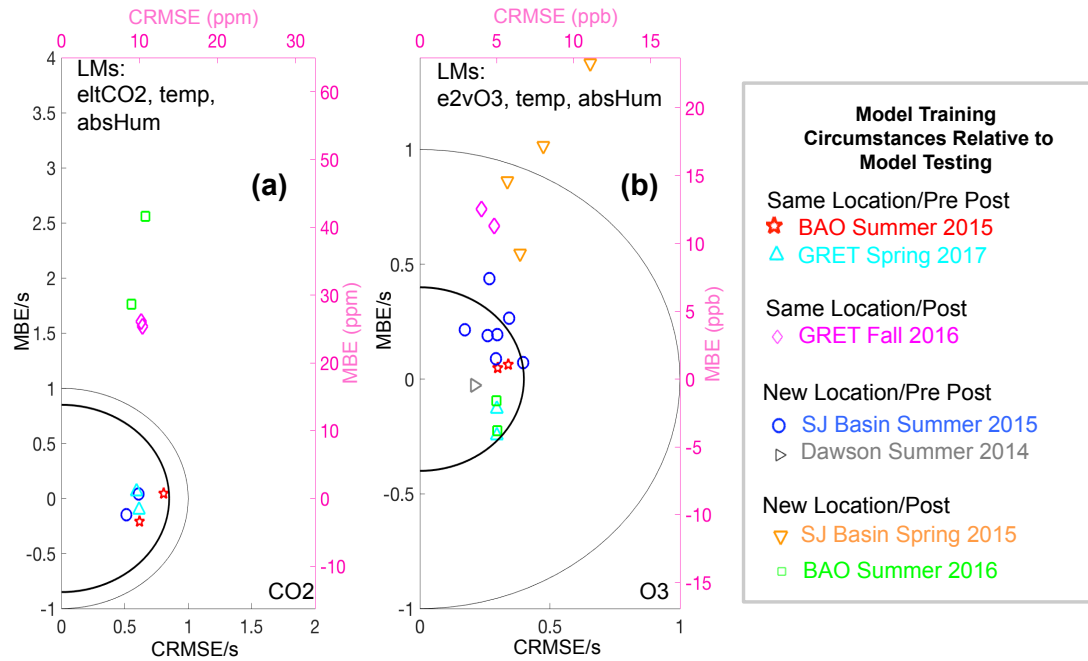 CRMSE (ppm)
0
10
20
30
LMs:
eltCO2, temp,
absHum
(a)
4
3.5
3
2.5
2
1.5
1
0.5
0
-0.5
-1
MBE/s
60
50
40
30
20
10
0
-10
MBE (ppm)
CO2
0
0.5
1
1.5
2
CRMSE/s
CRMSE (ppb)
0
5
10
15
LMs:
e2vO3, temp, absHum
(b)
1
0.5
0
-0.5
-1
MBE/s
20
15
10
5
0
-5
-10
-15
MBE (ppb)
O3
0
0.5
1
CRMSE/s
Model Training
Circumstances Relative to
Model Testing
Same Location/Pre Post
BAO Summer 2015
GRET Spring 2017
Same Location/Post
GRET Fall 2016
New Location/Pre Post
SJ Basin Summer 2015
Dawson Summer 2014
New Location/Post
SJ Basin Spring 2015
BAO Summer 2016